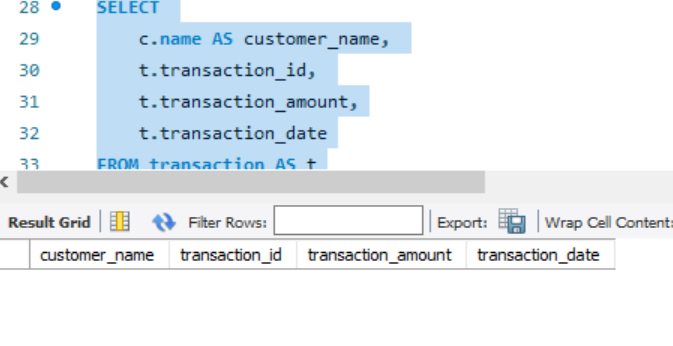 28 SELECT
29 c.name AS customer_name,
30 t.transaction_id,
31 t.transaction_amount,
32 t.transaction_date
33 FROM transaction AS t
Result Grid Filter Rows: Export: Wrap Cell Content:
customer_name transaction_id transaction_amount transaction_date